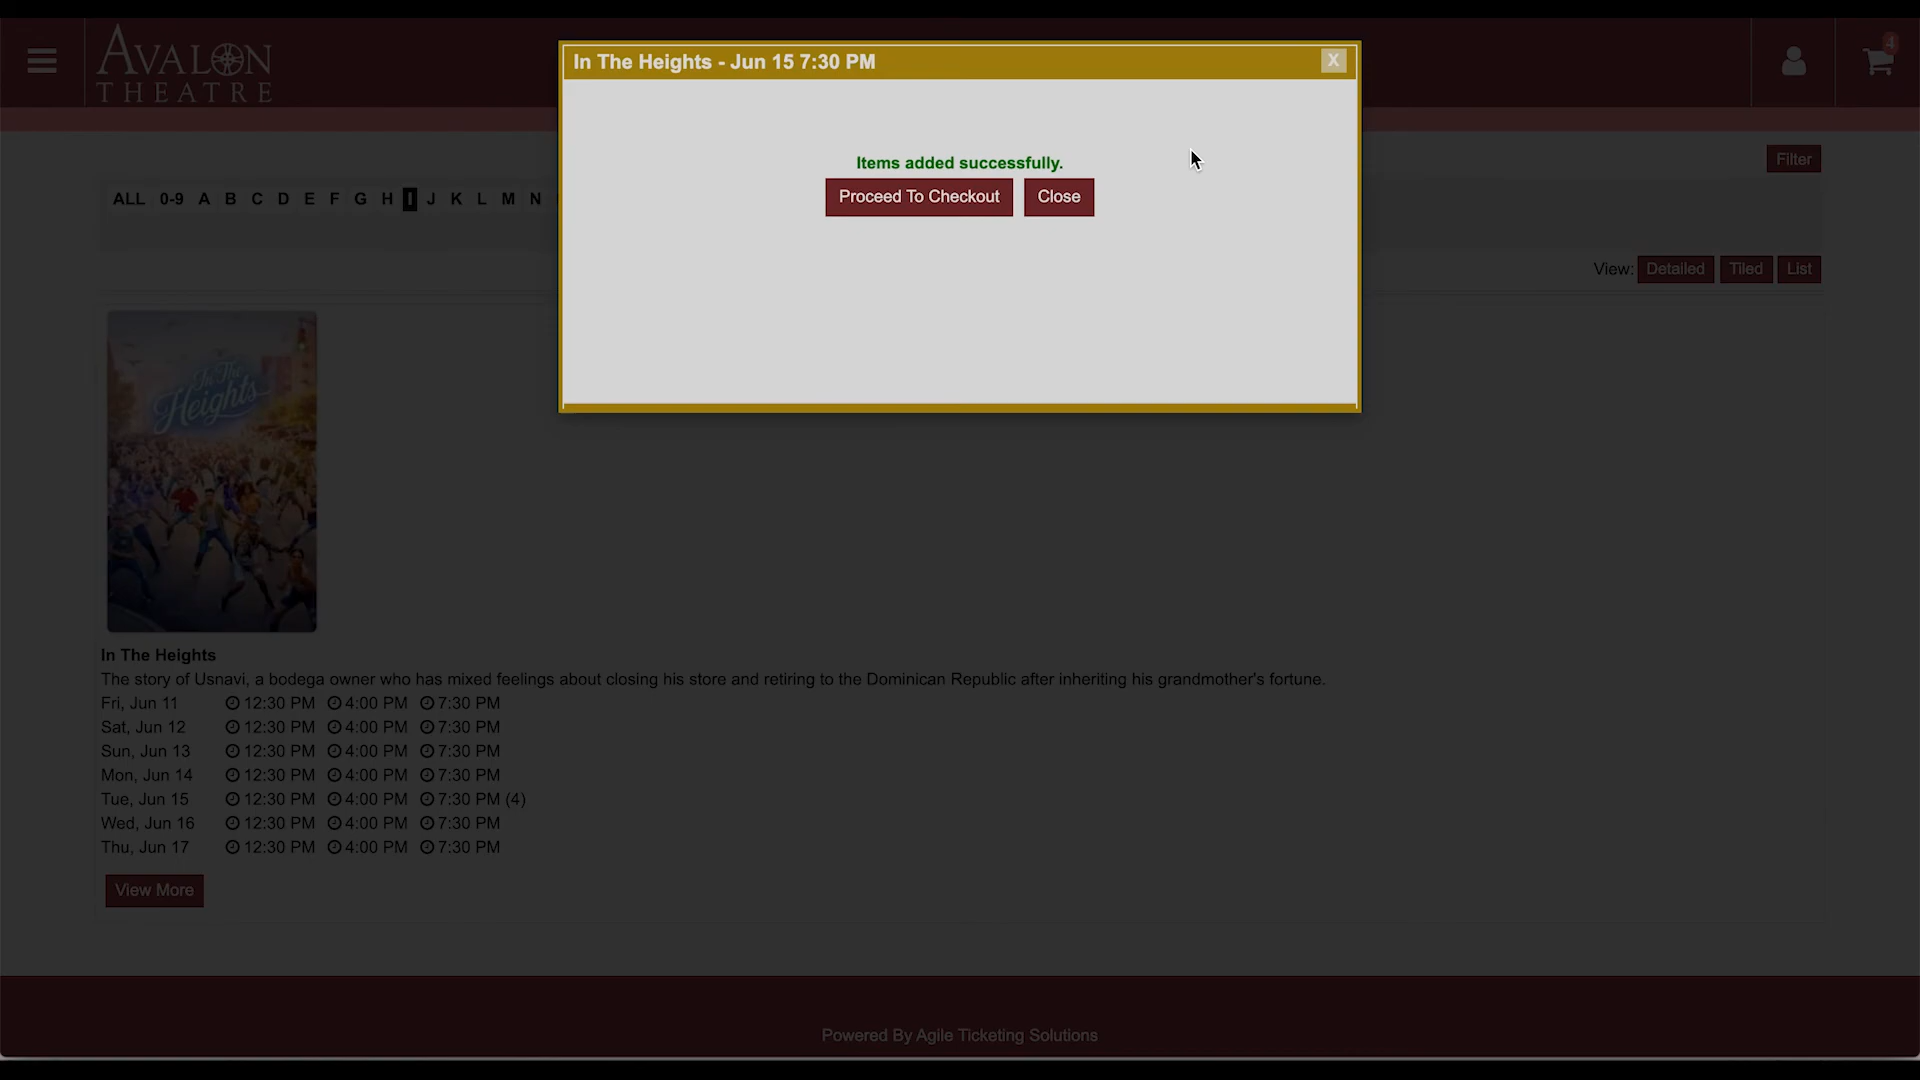 AVALON
THEATRE
4
In The Heights - Jun 15 7:30 PM
X
Items added successfully.
Proceed To Checkout
Close
Filter
ALL 0-9 A B C D E F G H I J K L M N
View: Detailed Tiled List
In The
Heights
In The Heights
The story of Usnavi, a bodega owner who has mixed feelings about closing his store and retiring to the Dominican Republic after inheriting his grandmother's fortune.
Fri, Jun 11 12:30 PM 4:00 PM 7:30 PM
Sat, Jun 12 12:30 PM 4:00 PM 7:30 PM
Sun, Jun 13 12:30 PM 4:00 PM 7:30 PM
Mon, Jun 14 12:30 PM 4:00 PM 7:30 PM
Tue, Jun 15 12:30 PM 4:00 PM 7:30 PM (4)
Wed, Jun 16 12:30 PM 4:00 PM 7:30 PM
Thu, Jun 17 12:30 PM 4:00 PM 7:30 PM
View More
Powered By Agile Ticketing Solutions